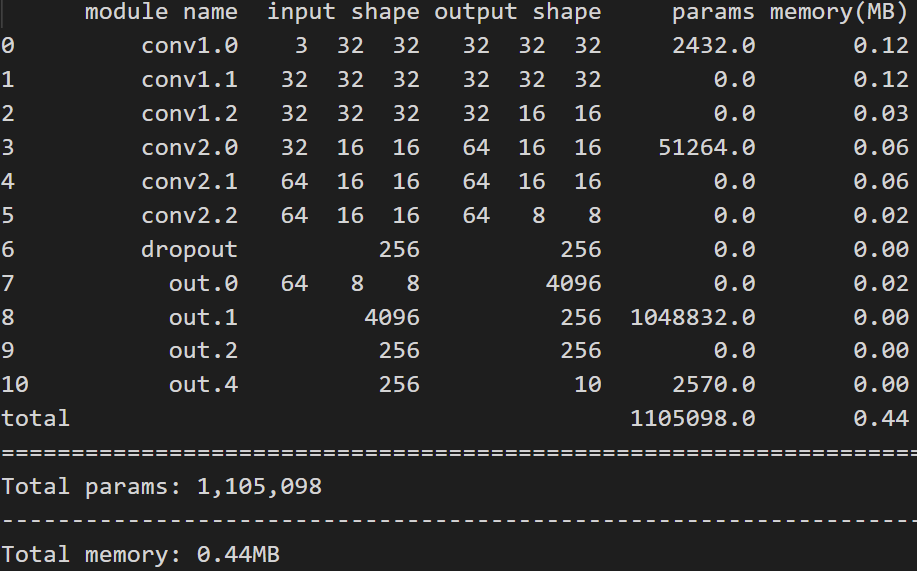 module name input shape output shape params memory(MB)
0 conv1.0 3 32 32 32 32 32 2432.0 0.12
1 conv1.1 32 32 32 32 32 32 0.0 0.12
2 conv1.2 32 32 32 32 16 16 0.0 0.03
3 conv2.0 32 16 16 64 16 16 51264.0 0.06
4 conv2.1 64 16 16 64 16 16 0.0 0.06
5 conv2.2 64 16 16 64 8 8 0.0 0.02
6 dropout 256 256 0.0 0.00
7 out.0 64 8 8 4096 0.0 0.02
8 out.1 4096 256 1048832.0 0.00
9 out.2 256 256 0.0 0.00
10 out.4 256 10 2570.0 0.00
total 1105098.0 0.44
=================================================================
Total params: 1,105,098
-----------------------------------------------------------------
Total memory: 0.44MB